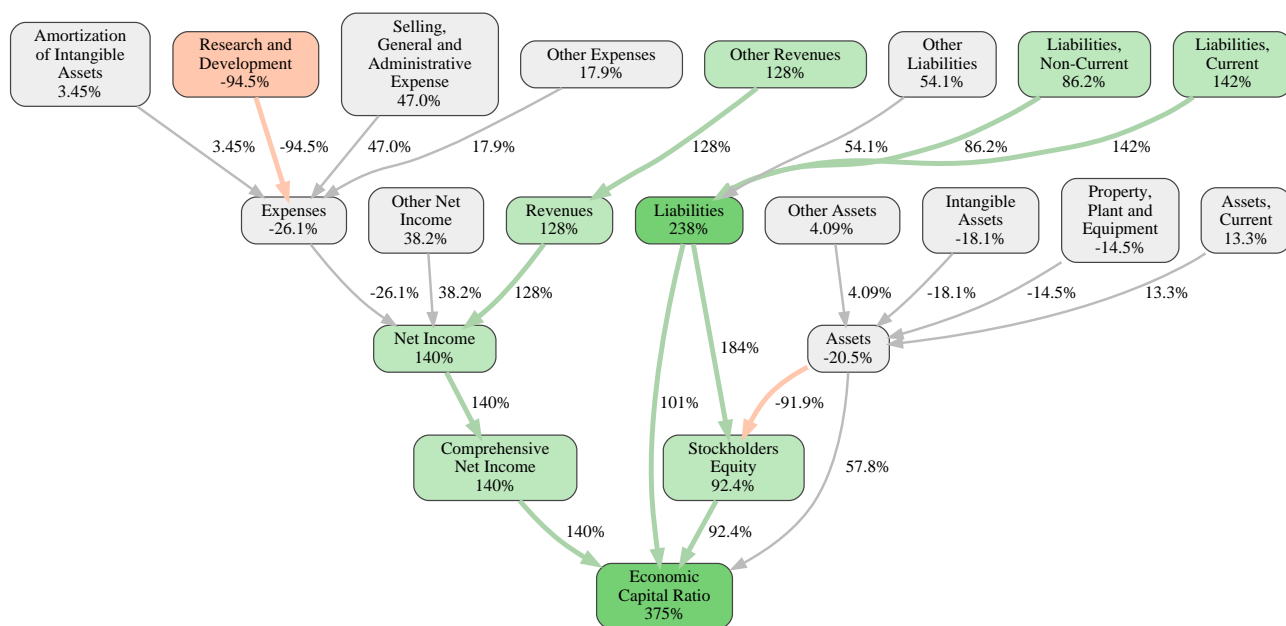 Amortization
of Intangible
Assets
3.45%
Research and
Development
-94.5%
Selling,
General and
Administrative
Expense
47.0%
Other Expenses
17.9%
Other Revenues
128%
Other
Liabilities
54.1%
Liabilities,
Non-Current
86.2%
Liabilities,
Current
142%
3.45%
-94.5%
47.0%
17.9%
128%
54.1%
86.2%
142%
Expenses
-26.1%
Other Net
Income
38.2%
Revenues
128%
Liabilities
238%
Other Assets
4.09%
Intangible
Assets
-18.1%
Property,
Plant and
Equipment
-14.5%
Assets,
Current
13.3%
-26.1%
38.2%
128%
4.09%
-18.1%
-14.5%
13.3%
Net Income
140%
184%
Assets
-20.5%
140%
101%
-91.9%
Comprehensive
Net Income
140%
Stockholders
Equity
92.4%
57.8%
140%
92.4%
Economic
Capital Ratio
375%